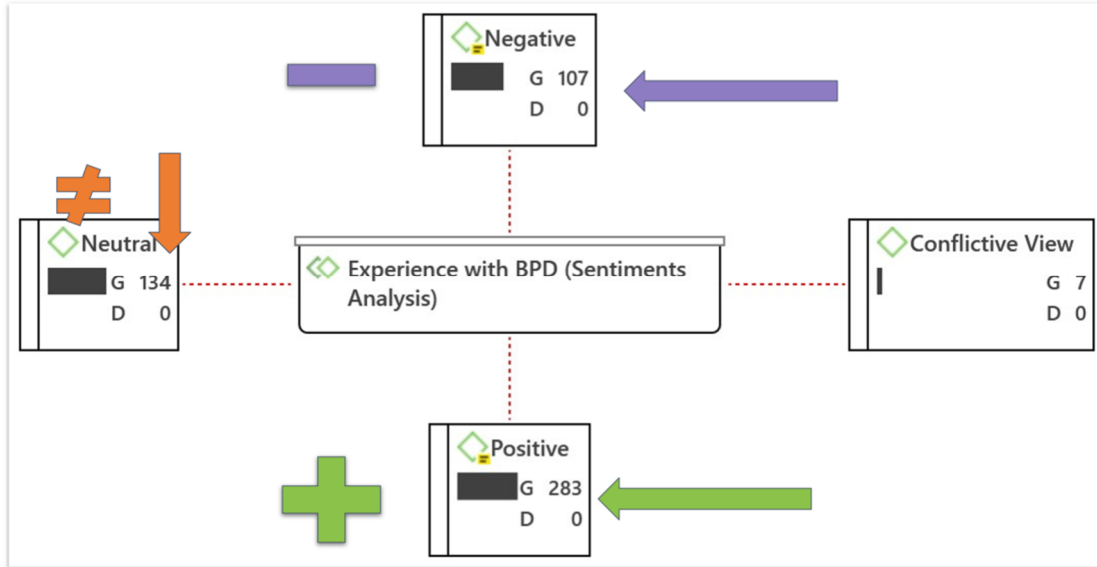 Negative
G 107
D 0
Neutral
G 134
D 0
Experience with BPD (Sentiments
Analysis)
Conflictive View
G 7
D 0
Positive
G 283
D 0